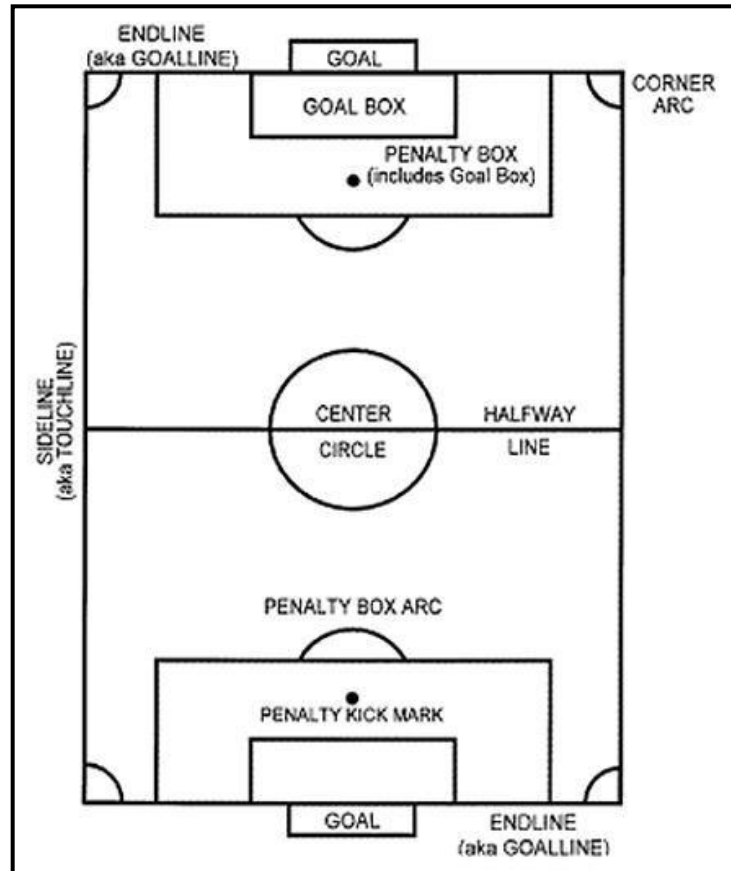 ENDLINE
(aka GOALLINE)
GOAL
GOAL BOX
CORNER
ARC
PENALTY BOX
(includes Goal Box)
SIDELINE
(aka TOUCHLINE)
CENTER
CIRCLE
HALFWAY
LINE
PENALTY BOX ARC
PENALTY KICK MARK
GOAL
ENDLINE
(aka GOALLINE)